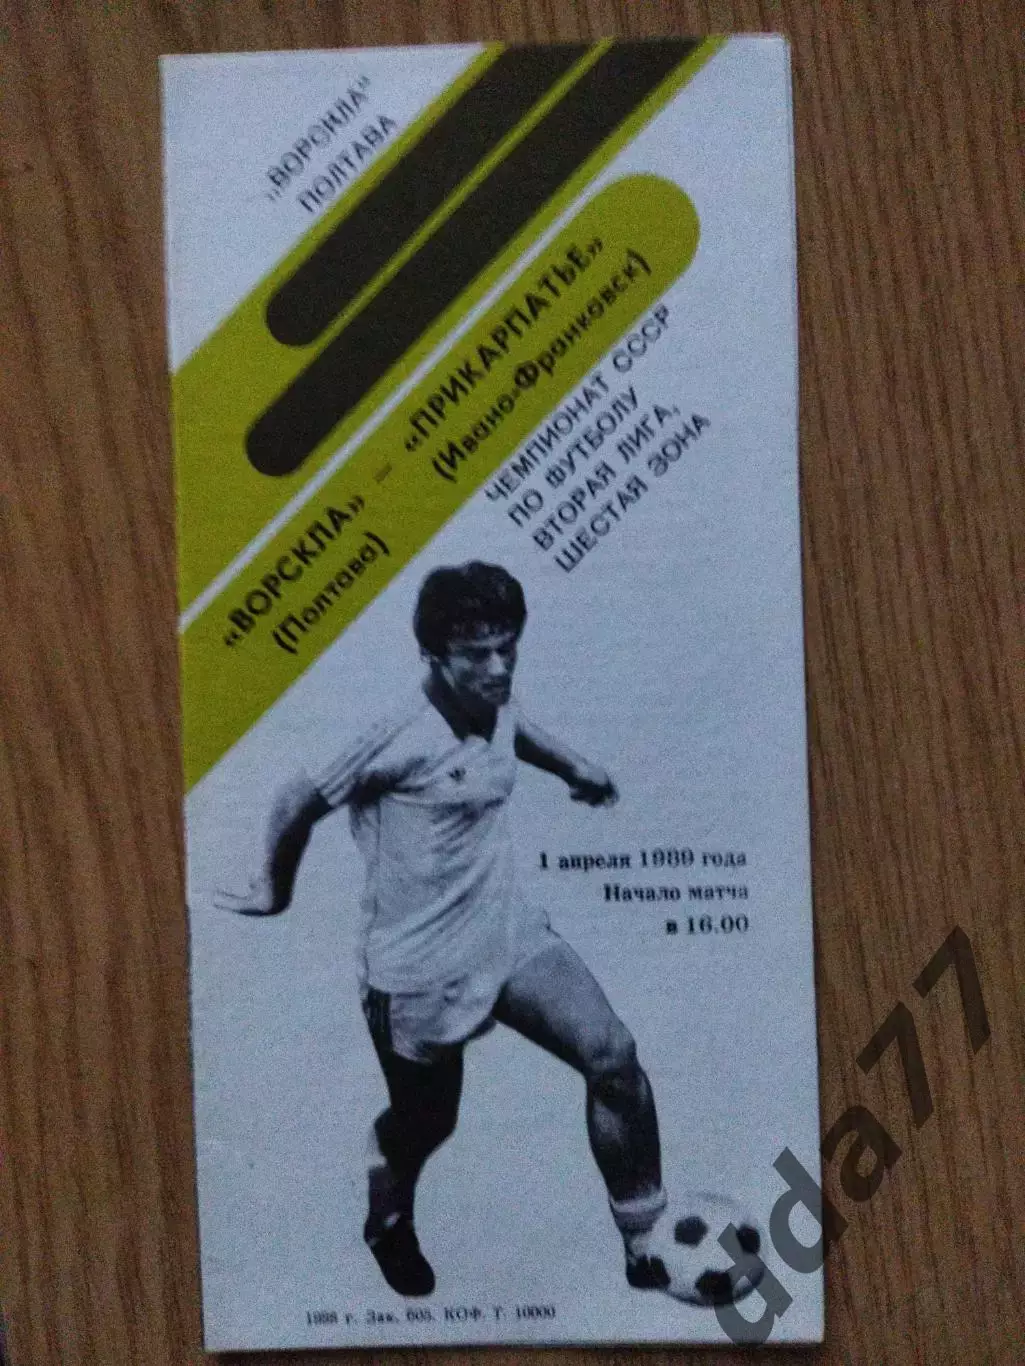 „ВОРСКЛА"
ПОЛТАВА
«ВОРСКЛА» – «ПРИКАРПАТЬЕ»
(Полтава) (Ивано-Франковск)
ЧЕМПИОНАТ СССР
ПО ФУТБОЛУ
ВТОРАЯ ЛИГА,
ШЕСТАЯ ЗОНА
1 апреля 1989 года
Начало матча
в 16.00
1988 г. Зак. 605. КОФ. Т. 10000
dda77